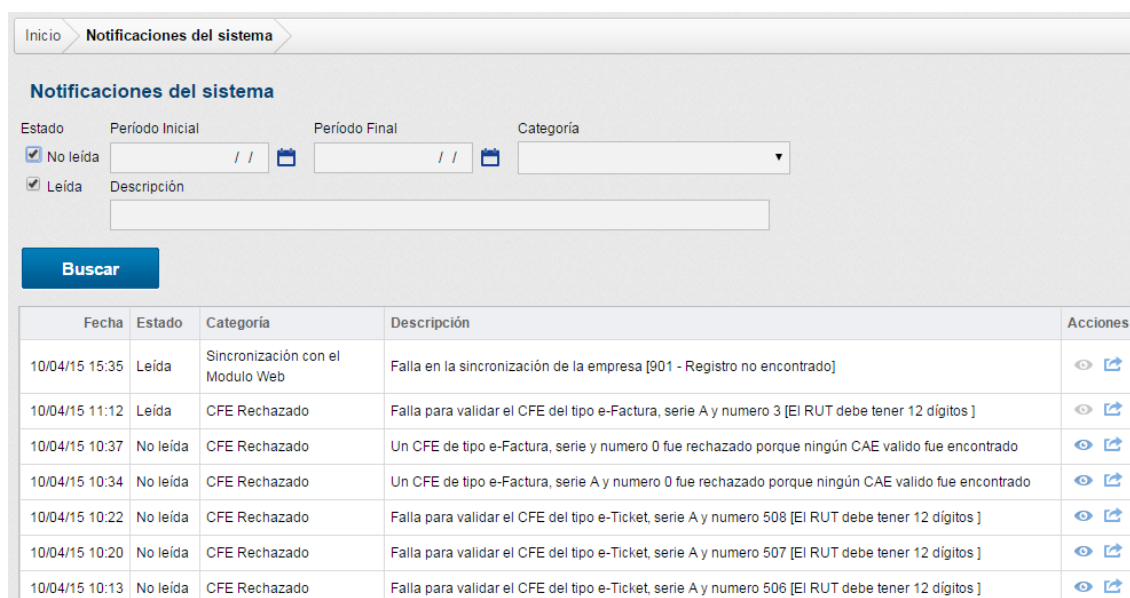 Inicio Notificaciones del sistema
Notificaciones del sistema
Estado Período Inicial Período Final Categoría
No leída / / / /
Leída Descripción
Buscar
Fecha Estado Categoría Descripción Acciones
10/04/15 15:35 Leída Sincronización con el Modulo Web Falla en la sincronización de la empresa [901 - Registro no encontrado]
10/04/15 11:12 Leída CFE Rechazado Falla para validar el CFE del tipo e-Factura, serie A y numero 3 [El RUT debe tener 12 dígitos ]
10/04/15 10:37 No leída CFE Rechazado Un CFE de tipo e-Factura, serie y numero 0 fue rechazado porque ningún CAE valido fue encontrado
10/04/15 10:34 No leída CFE Rechazado Un CFE de tipo e-Factura, serie A y numero 0 fue rechazado porque ningún CAE valido fue encontrado
10/04/15 10:22 No leída CFE Rechazado Falla para validar el CFE del tipo e-Ticket, serie A y numero 508 [El RUT debe tener 12 dígitos ]
10/04/15 10:20 No leída CFE Rechazado Falla para validar el CFE del tipo e-Ticket, serie A y numero 507 [El RUT debe tener 12 dígitos ]
10/04/15 10:13 No leída CFE Rechazado Falla para validar el CFE del tipo e-Ticket, serie A y numero 506 [El RUT debe tener 12 dígitos ]